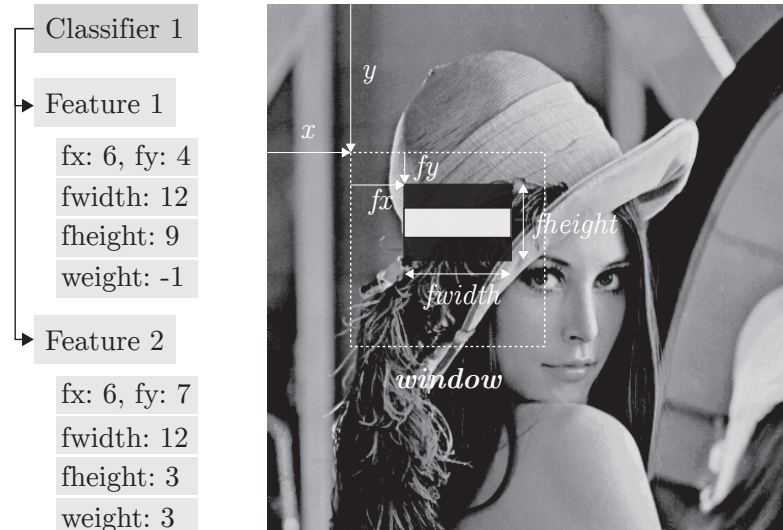 Classifier 1
Feature 1
fx: 6, fy: 4
fwidth: 12
fheight: 9
weight: -1
Feature 2
fx: 6, fy: 7
fwidth: 12
fheight: 3
weight: 3
y
x
fy
fx
fheight
fwidth
window